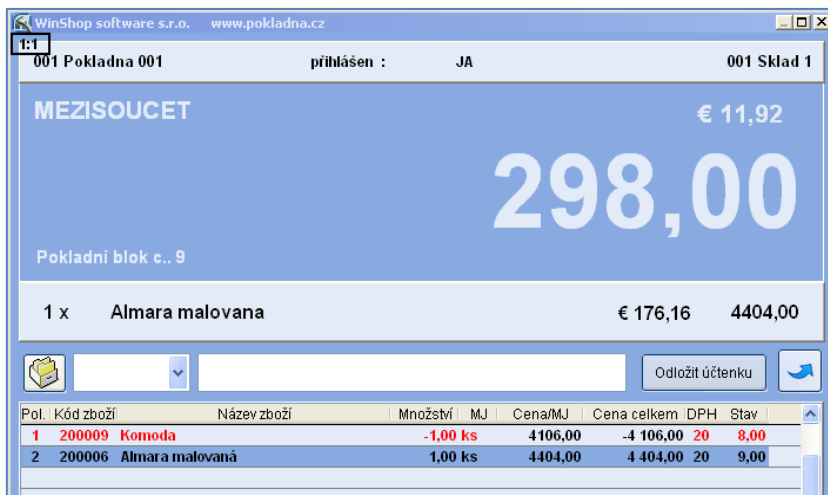 WinShop software s.r.o. www.pokladna.cz
1:1
001 Pokladna 001 přihlášen : JA 001 Sklad 1
MEZISOUCET € 11,92
298,00
Pokladní blok c.. 9
1 x Almara malovana € 176,16 4404,00
Odložit účtenku
Pol. Kód zboží Název zboží Množství MJ Cena/MJ Cena celkem DPH Stav
1 200009 Komoda -1,00 ks 4106,00 -4 106,00 20 8,00
2 200006 Almara malovaná 1,00 ks 4404,00 4 404,00 20 9,00